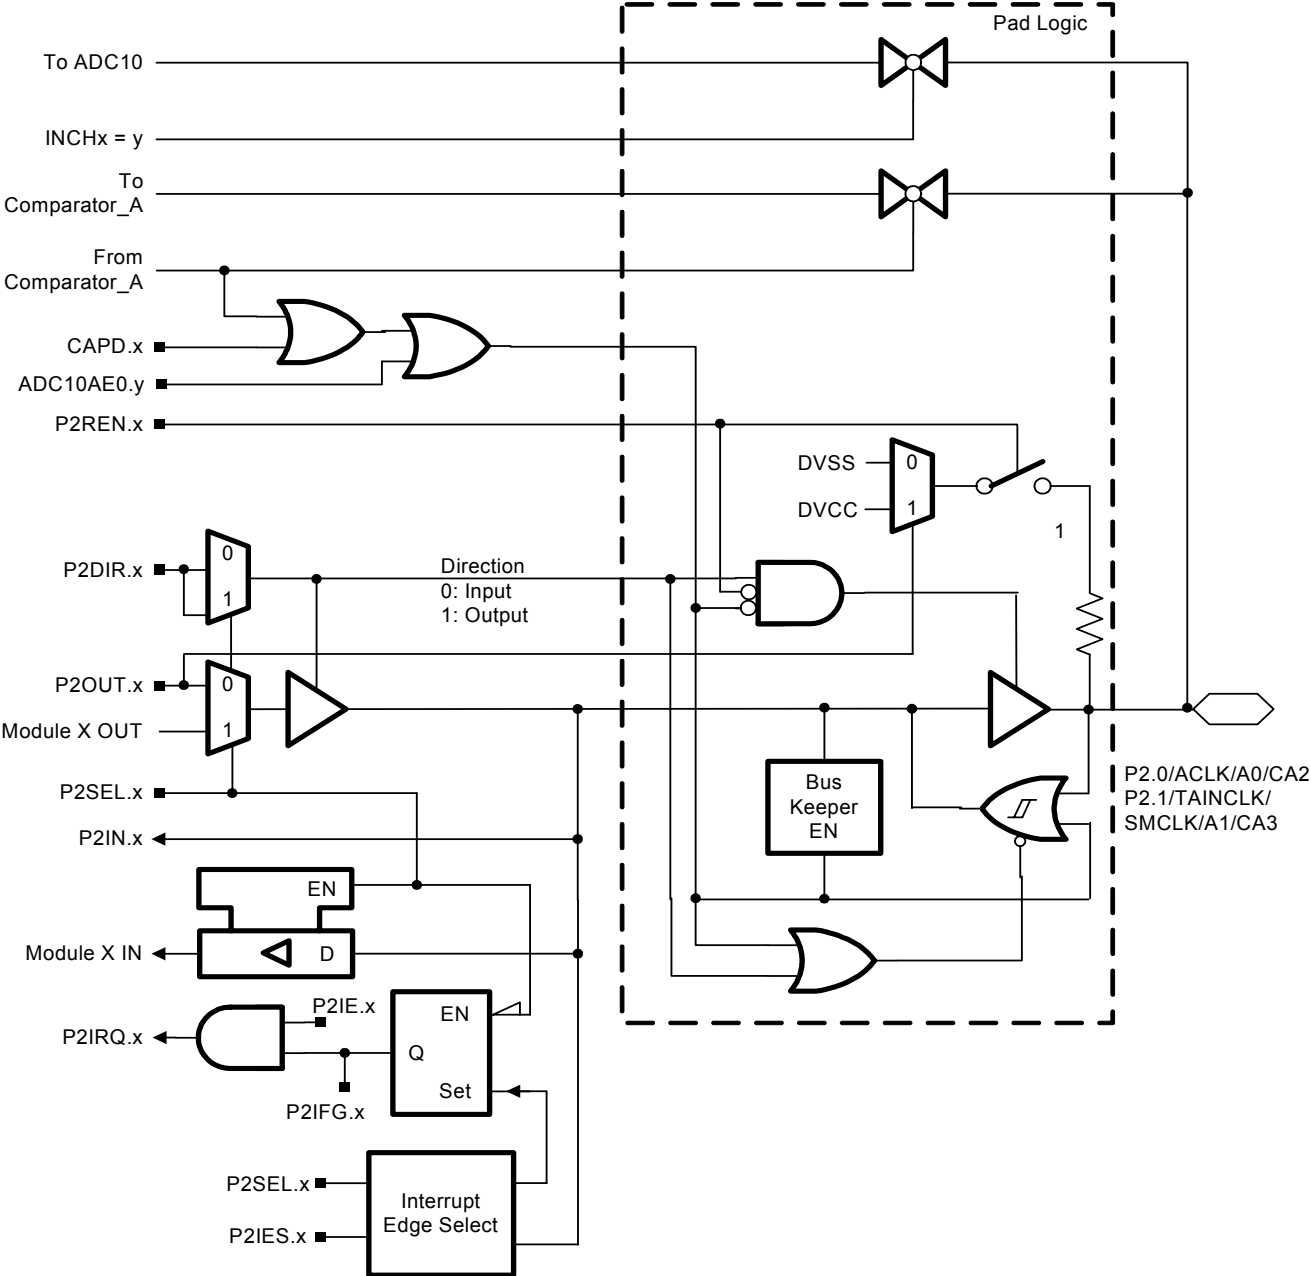 Pad Logic
To ADC10
INCHx = y
To
Comparator_A
From
Comparator_A
CAPD.x
ADC10AE0.y
P2REN.x
DVSS
0
DVCC
1
1
P2DIR.x
0
1
Direction
0: Input
1: Output
P2OUT.x
0
Module X OUT
1
P2SEL.x
Bus
Keeper
EN
P2.0/ACLK/A0/CA2
P2.1/TAINCLK/
SMCLK/A1/CA3
P2IN.x
EN
Module X IN
D
P2IE.x
EN
P2IRQ.x
Q
Set
P2IFG.x
P2SEL.x
Interrupt
Edge Select
P2IES.x